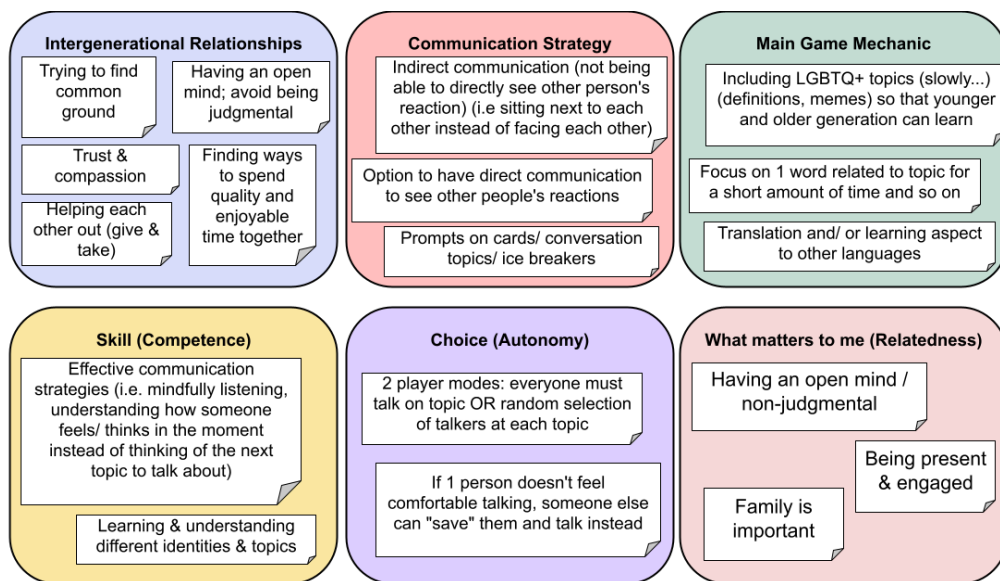 Intergenerational Relationships
Trying to find
common
ground
Having an open
mind; avoid being
judgmental
Trust &
compassion
Finding ways
to spend
quality and
enjoyable
time together
Helping each
other out (give &
take)
Communication Strategy
Indirect communication (not being
able to directly see other person's
reaction) (i.e sitting next to each
other instead of facing each other)
Option to have direct communication
to see other people's reactions
Prompts on cards/ conversation
topics/ ice breakers
Main Game Mechanic
Including LGBTQ+ topics (slowly...)
(definitions, memes) so that younger
and older generation can learn
Focus on 1 word related to topic for
a short amount of time and so on
Translation and/ or learning aspect
to other languages
Skill (Competence)
Effective communication
strategies (i.e. mindfully listening,
understanding how someone
feels/ thinks in the moment
instead of thinking of the next
topic to talk about)
Learning & understanding
different identities & topics
Choice (Autonomy)
2 player modes: everyone must
talk on topic OR random selection
of talkers at each topic
If 1 person doesn't feel
comfortable talking, someone else
can "save" them and talk instead
What matters to me (Relatedness)
Having an open mind /
non-judgmental
Being present
& engaged
Family is
important